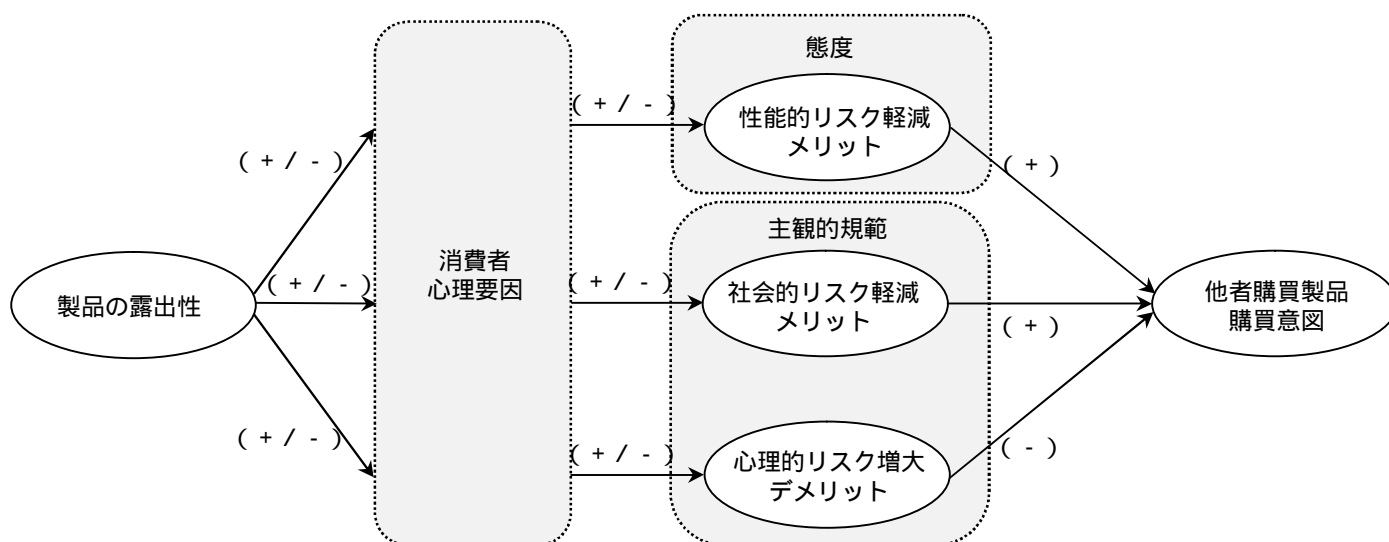 製品の露出性
( + / - )
( + / - )
( + / - )
消費者
心理要因
( + / - )
( + / - )
( + / - )
態度
性能的リスク軽減
メリット
主観的規範
社会的リスク軽減
メリット
心理的リスク増大
デメリット
( + )
( + )
( - )
他者購買製品
購買意図